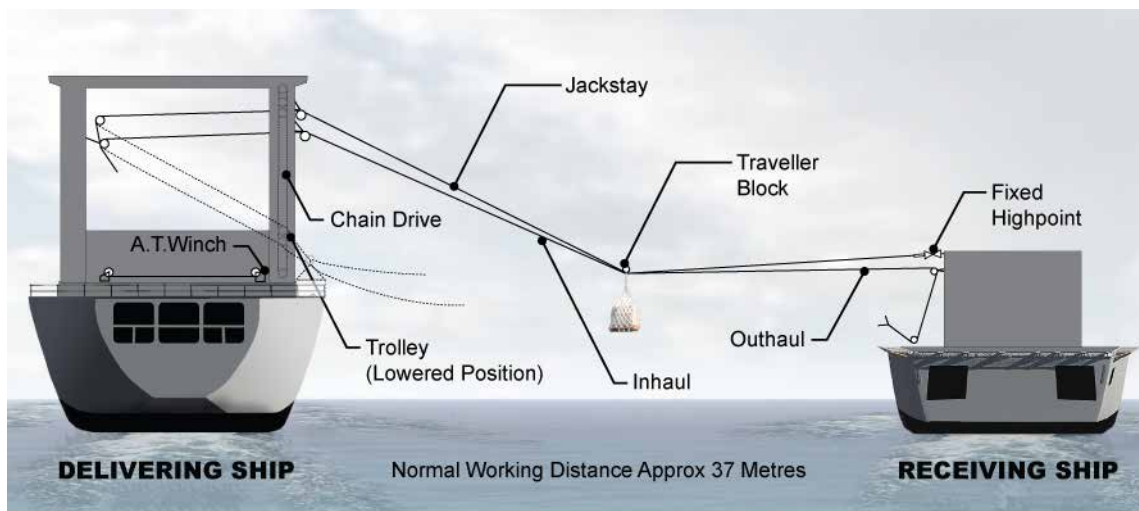 Jackstay
Traveller
Block
Fixed
Highpoint
Chain Drive
A.T.Winch
Trolley
(Lowered Position)
Inhaul
Outhaul
DELIVERING SHIP
Normal Working Distance Approx 37 Metres
RECEIVING SHIP